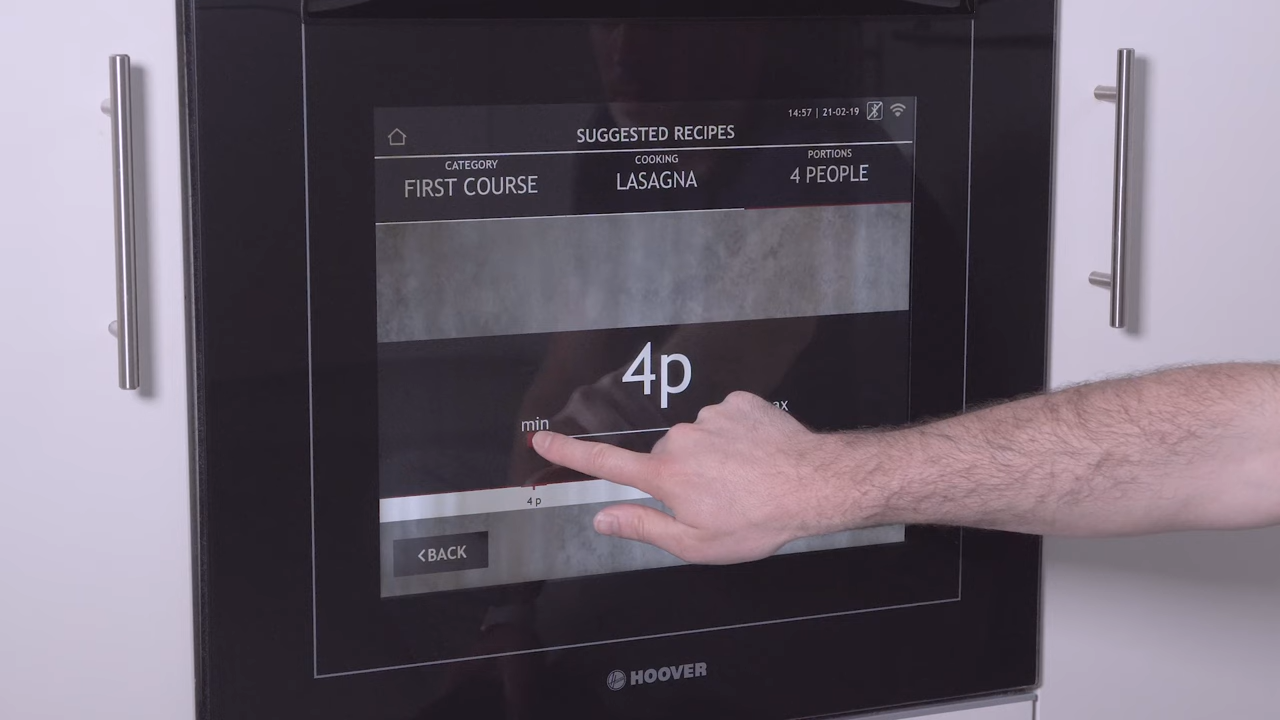 14:57 | 21-02-19
SUGGESTED RECIPES
CATEGORY
FIRST COURSE
COOKING
LASAGNA
PORTIONS
4 PEOPLE
4p
min
4 p
<BACK
HOOVER